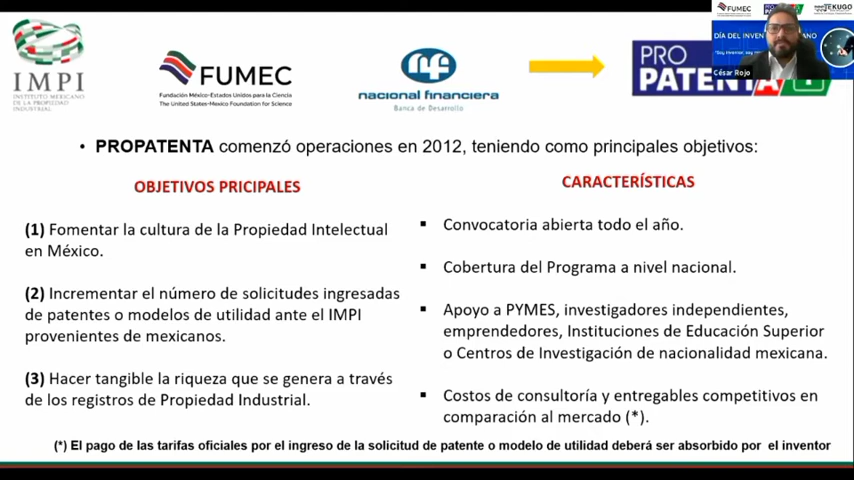 IMPI
INSTITUTO MEXICANO
DE LA PROPIEDAD
INDUSTRIAL
FUMEC
Fundación México-Estados Unidos para la Ciencia
The United States-Mexico Foundation for Science
nf
nacional financiera
Banca de Desarrollo
PRO
PATENTA
FUMEC
PATENTA
TEKUGO
DÍA DEL INVEN
César Rojo
• PROPATENTA comenzó operaciones en 2012, teniendo como principales objetivos:
OBJETIVOS PRICIPALES
(1) Fomentar la cultura de la Propiedad Intelectual
en México.
(2) Incrementar el número de solicitudes ingresadas
de patentes o modelos de utilidad ante el IMPI
provenientes de mexicanos.
(3) Hacer tangible la riqueza que se genera a través
de los registros de Propiedad Industrial.
CARACTERÍSTICAS
▪ Convocatoria abierta todo el año.
▪ Cobertura del Programa a nivel nacional.
▪ Apoyo a PYMES, investigadores independientes,
emprendedores, Instituciones de Educación Superior
o Centros de Investigación de nacionalidad mexicana.
▪ Costos de consultoría y entregables competitivos en
comparación al mercado (*).
(*) El pago de las tarifas oficiales por el ingreso de la solicitud de patente o modelo de utilidad deberá ser absorbido por el inventor